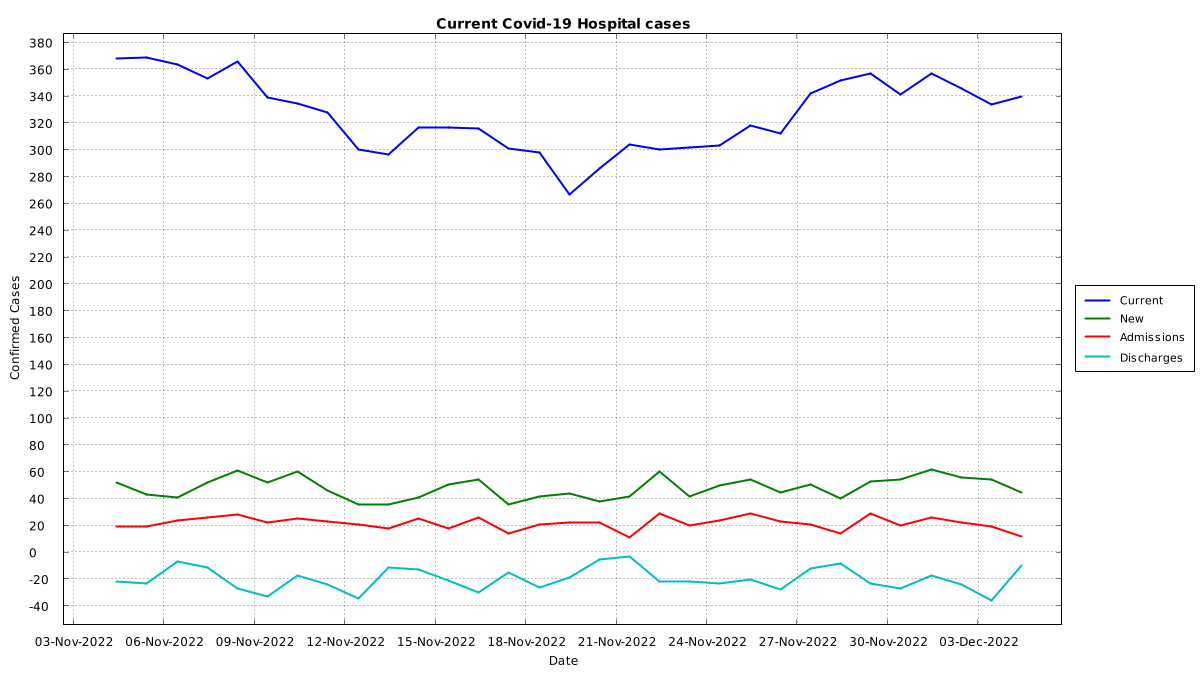 Current Covid-19 Hospital cases
380
360
340
320
300
280
260
240
220
200
180
160
140
120
100
80
60
40
20
0
-20
-40
Confirmed Cases
03-Nov-2022 06-Nov-2022 09-Nov-2022 12-Nov-2022 15-Nov-2022 18-Nov-2022 21-Nov-2022 24-Nov-2022 27-Nov-2022 30-Nov-2022 03-Dec-2022
Date
Current
New
Admissions
Discharges